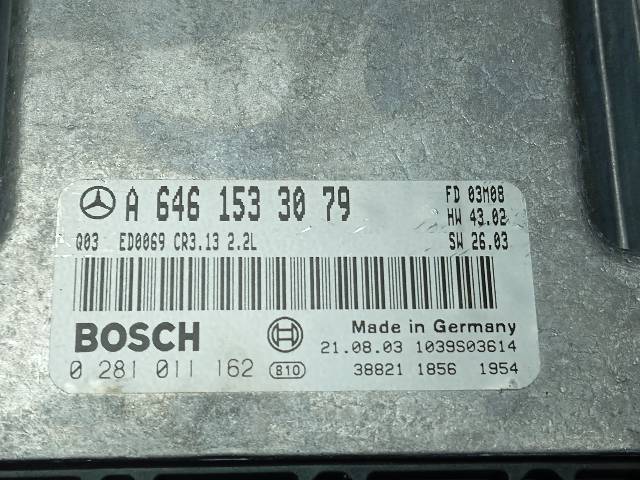 A 646 153 30 79
FD 03M08
HW 43.02
Q03 ED0069 CR3.13 2.2L
SW 26.03
BOSCH
Made in Germany
21.08.03 1039S03614
0 281 011 162 B10
38821 1856 1954